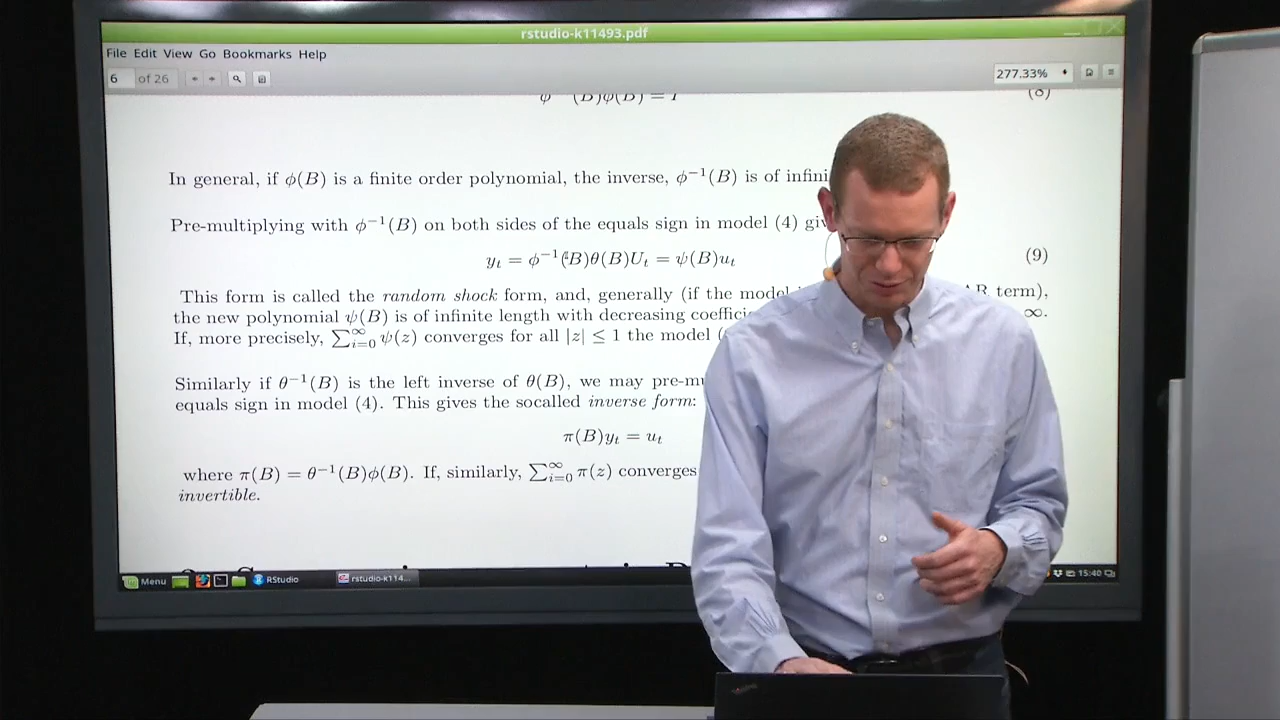 rstudio-k11493.pdf
File Edit View Go Bookmarks Help
6 of 26 277.33%
(B)φ(B) = 1 (8)
In general, if ϕ(B) is a finite order polynomial, the inverse, ϕ⁻¹(B) is of
Pre-multiplying with ϕ⁻¹(B) on both sides of the equals sign in model (4)
yₜ = ϕ⁻¹(B)θ(B)Uₜ = ψ(B)uₜ (9)
This form is called the random shock form, and, generally (if the model AR term),
the new polynomial ψ(B) is of infinite length with decreasing ∞.
If, more precisely, ∑ᵢ₌₀^∞ ψ(z) converges for all |z| ≤ 1 the model
Similarly if θ⁻¹(B) is the left inverse of θ(B), we may
equals sign in model (4). This gives the socalled inverse form:
π(B)yₜ = uₜ
where π(B) = θ⁻¹(B)ϕ(B). If, similarly, ∑ᵢ₌₀^∞ π(z) converges
invertible.
Menu RStudio rstudio-k114... 15:40